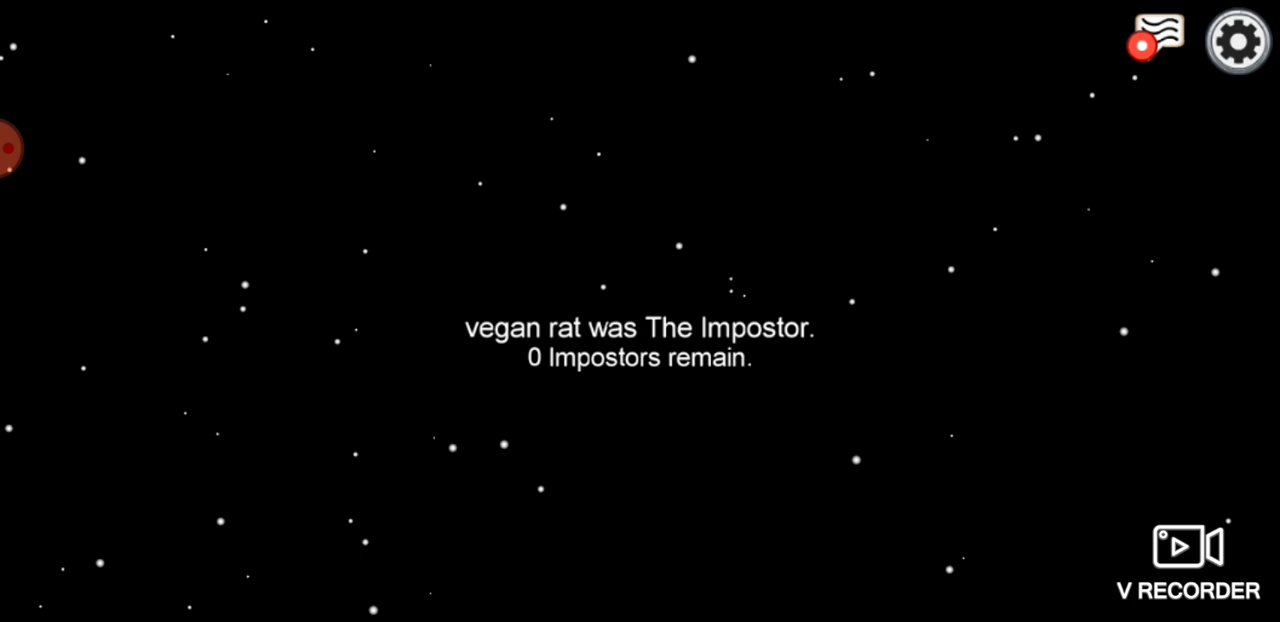 vegan rat was The Impostor.
0 Impostors remain.
V RECORDER